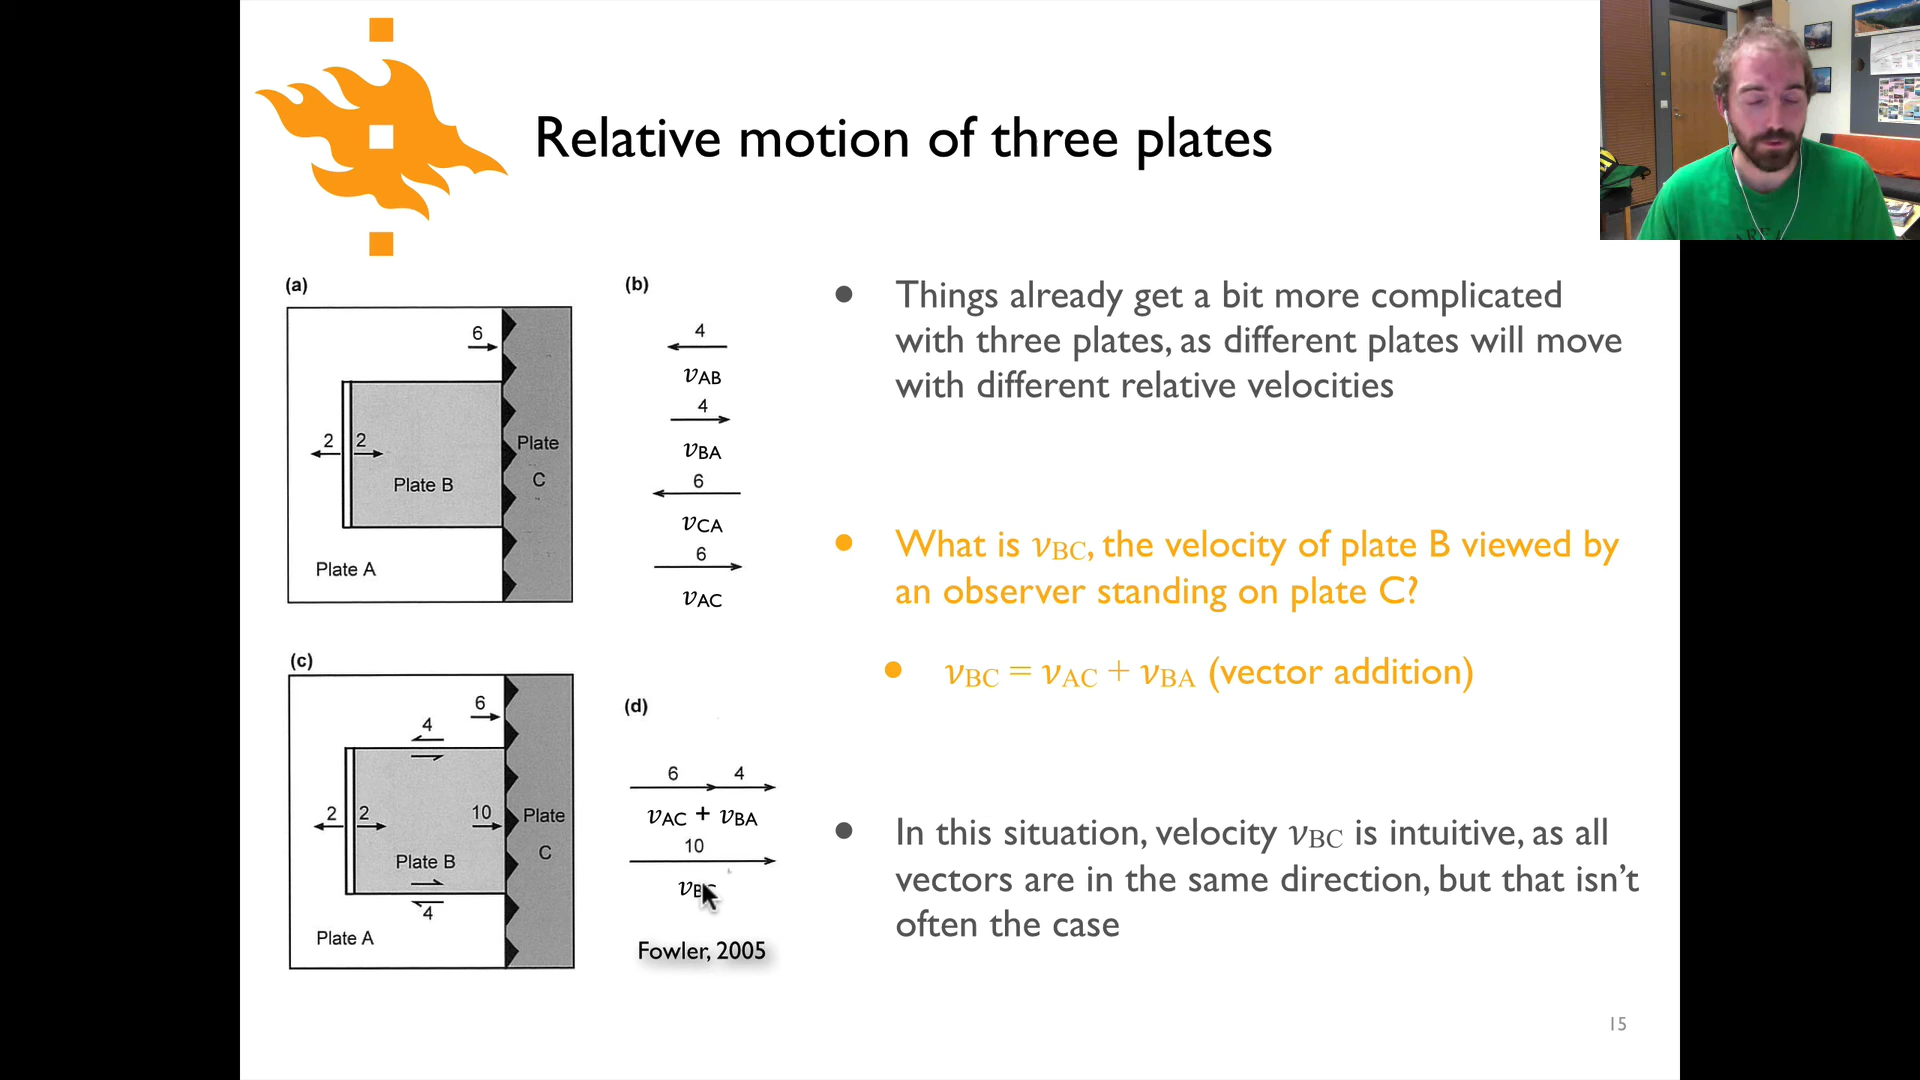 Relative motion of three plates
(a)
6
2 2
Plate
C
Plate B
Plate A
(b)
4
vAB
4
vBA
6
vCA
6
vAC
(c)
6
4
2 2
10
Plate
C
Plate B
4
Plate A
(d)
6 4
vAC + vBA
10
Fowler, 2005
• Things already get a bit more complicated
with three plates, as different plates will move
with different relative velocities
• What is vBC, the velocity of plate B viewed by
an observer standing on plate C?
• vBC = vAC + vBA (vector addition)
• In this situation, velocity vBC is intuitive, as all
vectors are in the same direction, but that isn't
often the case
15